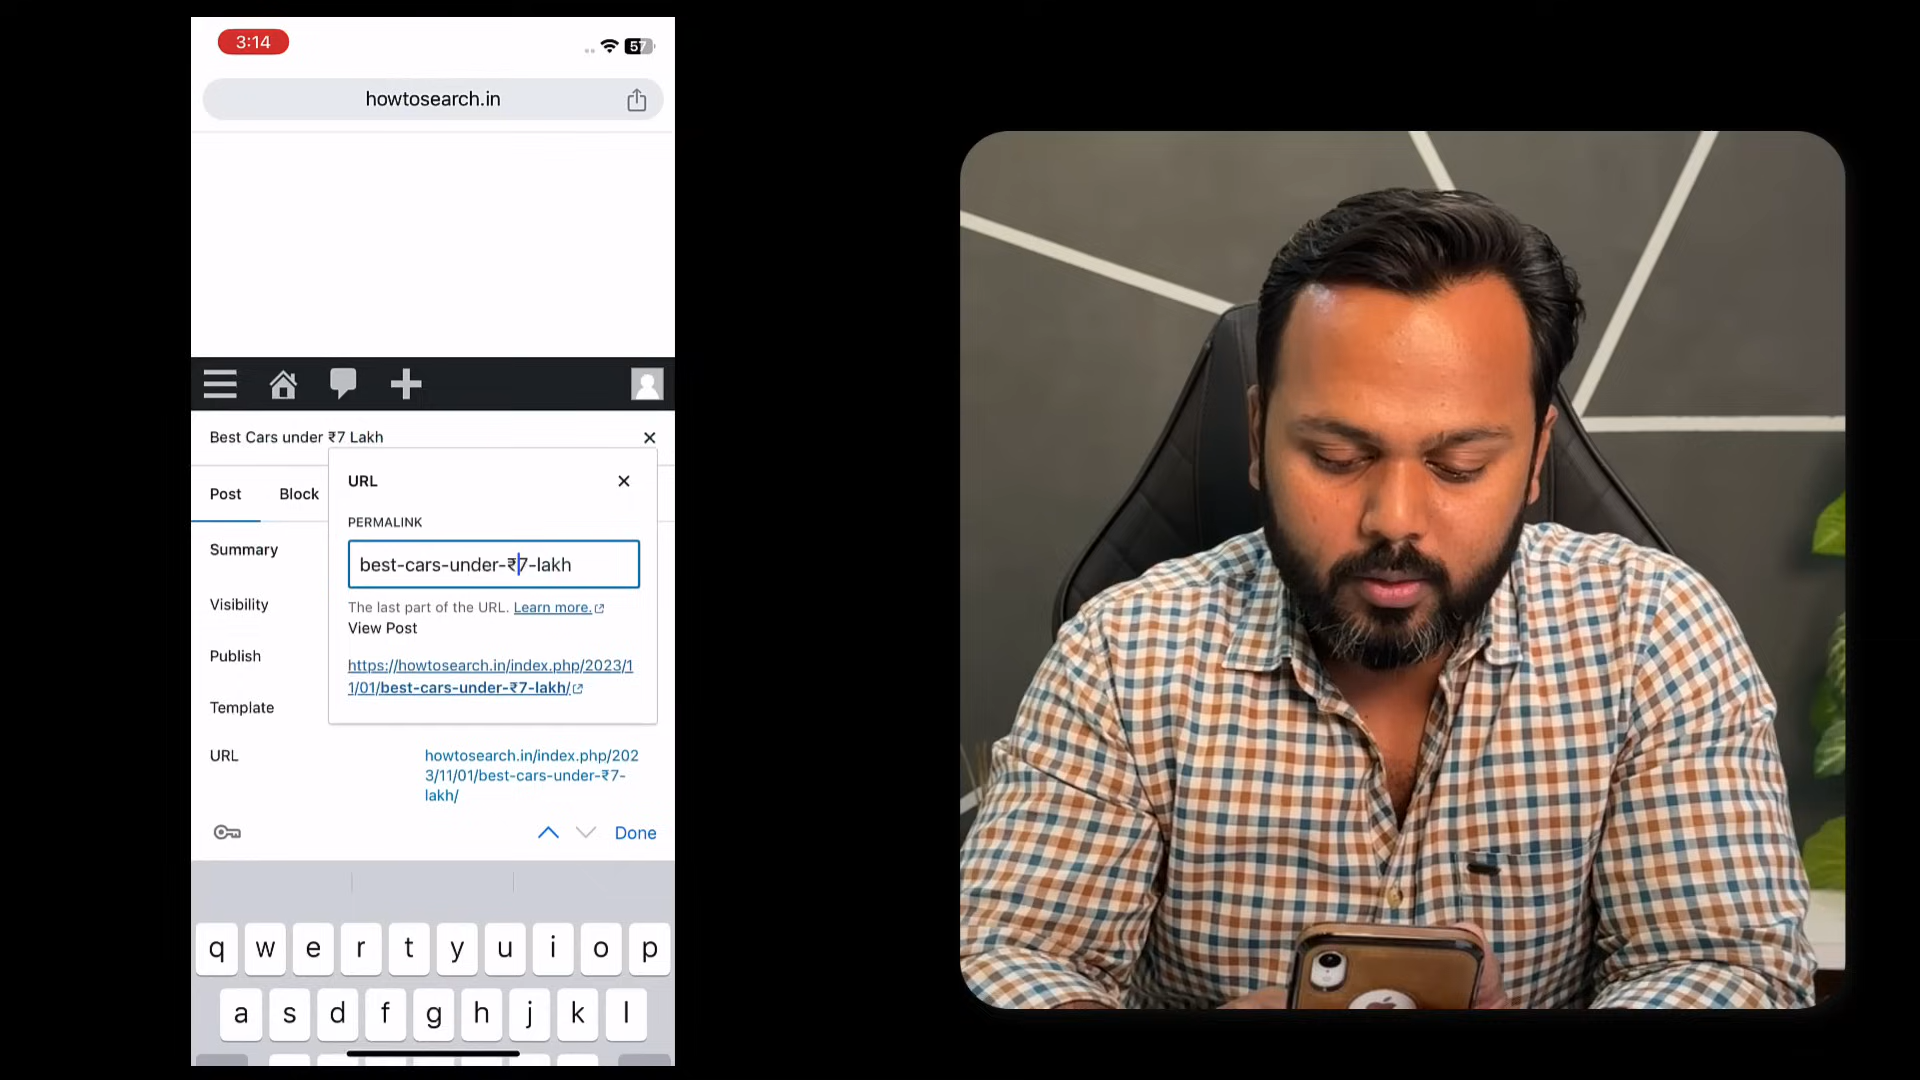 3:14
57
howtosearch.in
Best Cars under ₹7 Lakh
Post Block
URL
PERMALINK
best-cars-under-₹7-lakh
The last part of the URL. Learn more.
View Post
https://howtosearch.in/index.php/2023/1
1/01/best-cars-under-₹7-lakh/
Summary
Visibility
Publish
Template
URL
howtosearch.in/index.php/202
3/11/01/best-cars-under-₹7-
lakh/
Done
q w e r t y u i o p
a s d f g h j k l